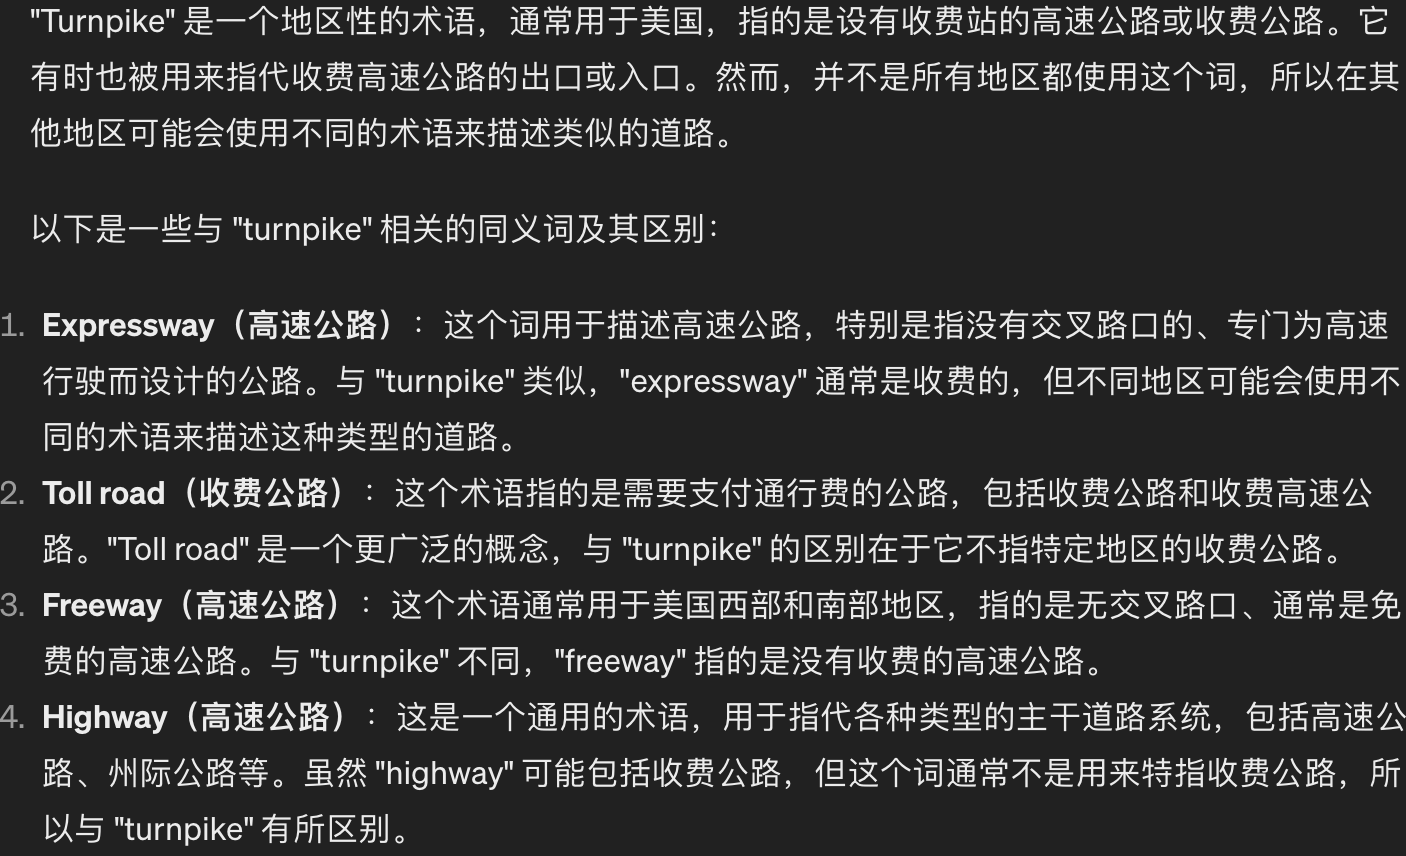 "Turnpike" 是一个地区性的术语，通常用于美国，指的是设有收费站的高速公路或收费公路。它
有时也被用来指代收费高速公路的出口或入口。然而，并不是所有地区都使用这个词，所以在其
他地区可能会使用不同的术语来描述类似的道路。
以下是一些与 "turnpike" 相关的同义词及其区别：
1. Expressway（高速公路）： 这个词用于描述高速公路，特别是指没有交叉路口的、专门为高速
行驶而设计的公路。与 "turnpike" 类似，"expressway" 通常是收费的，但不同地区可能会使用不
同的术语来描述这种类型的道路。
2. Toll road（收费公路）： 这个术语指的是需要支付通行费的公路，包括收费公路和收费高速公
路。"Toll road" 是一个更广泛的概念，与 "turnpike" 的区别在于它不指特定地区的收费公路。
3. Freeway（高速公路）： 这个术语通常用于美国西部和南部地区，指的是无交叉路口、通常是免
费的高速公路。与 "turnpike" 不同，"freeway" 指的是没有收费的高速公路。
4. Highway（高速公路）： 这是一个通用的术语，用于指代各种类型的主干道路系统，包括高速公
路、州际公路等。虽然 "highway" 可能包括收费公路，但这个词通常不是用来特指收费公路，所
以与 "turnpike" 有所区别。